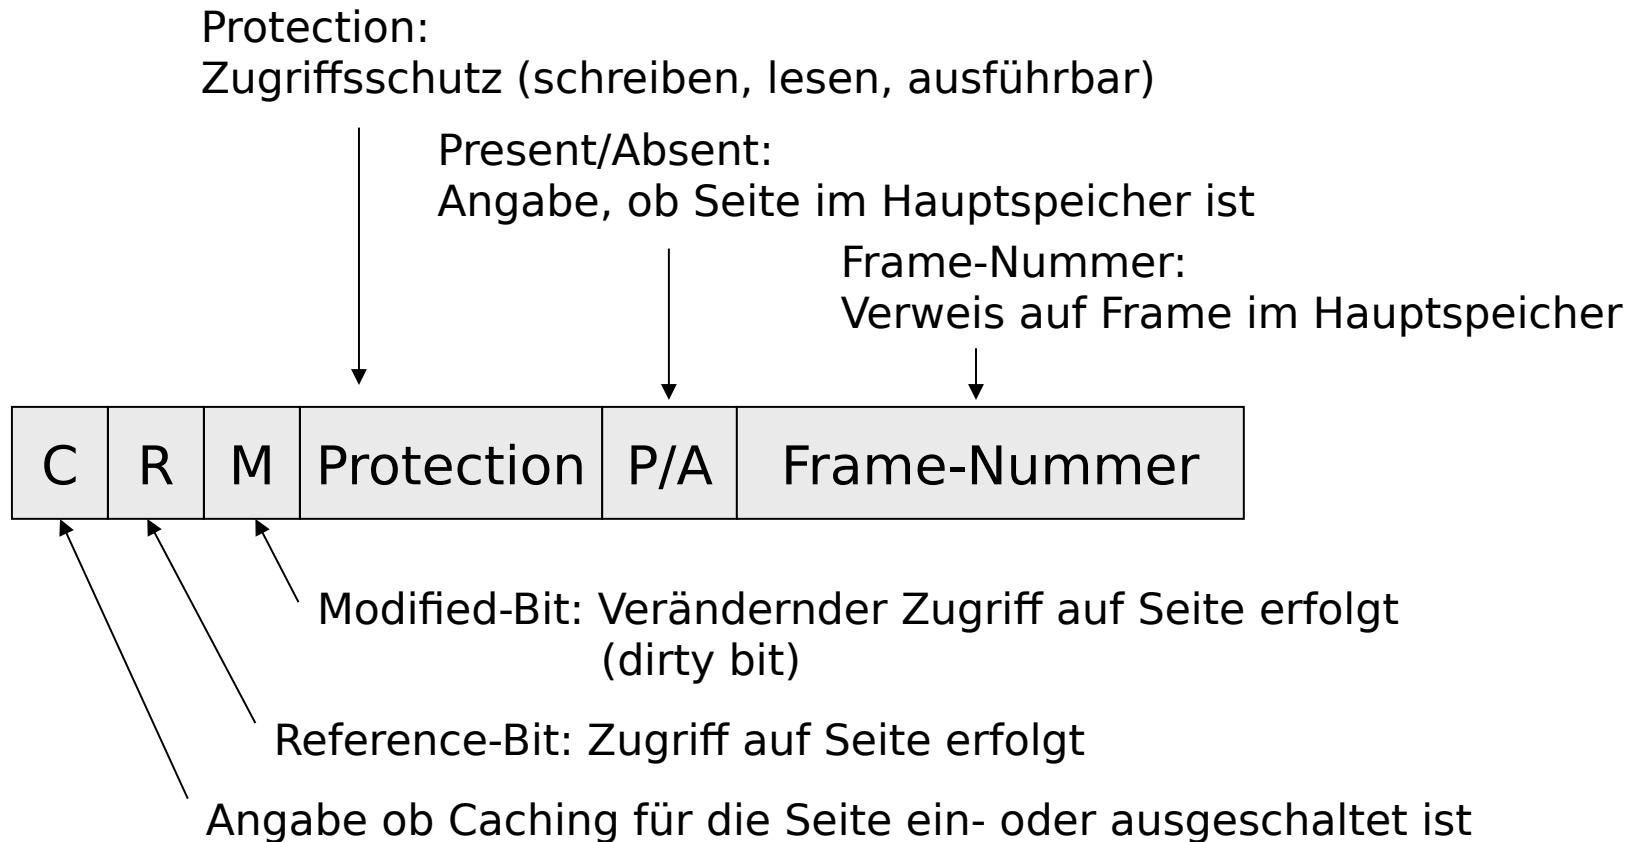 Protection:
Zugriffsschutz (schreiben, lesen, ausführbar)
Present/Absent:
Angabe, ob Seite im Hauptspeicher ist
Frame-Nummer:
Verweis auf Frame im Hauptspeicher
C R M Protection P/A Frame-Nummer
Modified-Bit: Verändernder Zugriff auf Seite erfolgt
(dirty bit)
Reference-Bit: Zugriff auf Seite erfolgt
Angabe ob Caching für die Seite ein- oder ausgeschaltet ist